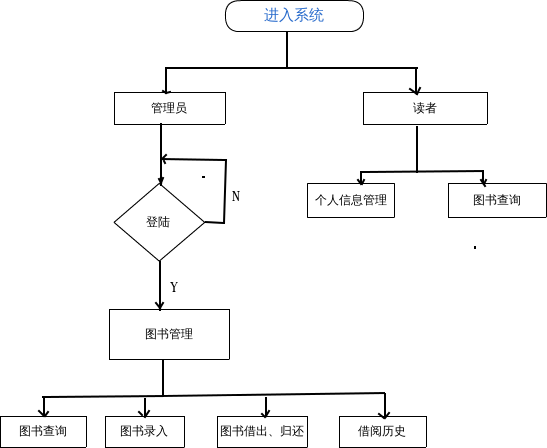 进入系统
管理员
读者
N
个人信息管理
图书查询
登陆
Y
图书管理
图书查询
图书录入
图书借出、归还
借阅历史